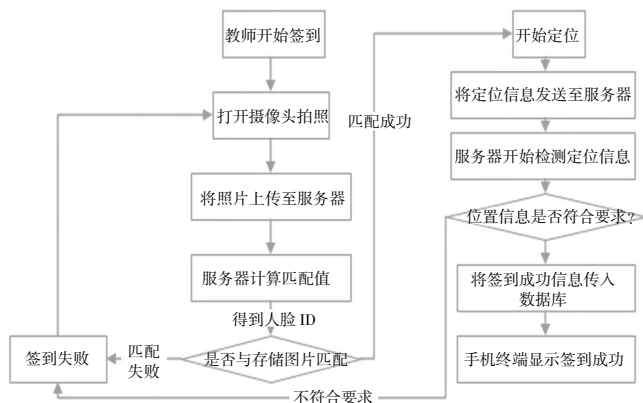 教师开始签到
打开摄像头拍照
将照片上传至服务器
服务器计算匹配值
得到人脸 ID
是否与存储图片匹配
匹配
失败
签到失败
匹配成功
开始定位
将定位信息发送至服务器
服务器开始检测定位信息
位置信息是否符合要求?
将签到成功信息传入
数据库
手机终端显示签到成功
不符合要求